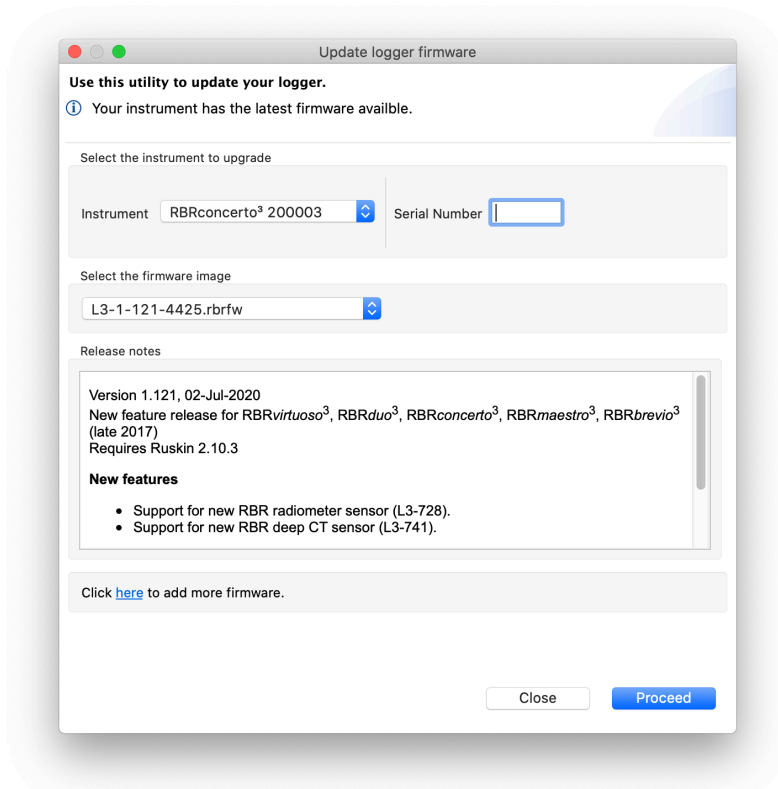 Update logger firmware
Use this utility to update your logger.
Your instrument has the latest firmware availble.
Select the instrument to upgrade
Instrument RBRconcerto³ 200003 Serial Number
Select the firmware image
L3-1-121-4425.rbrfw
Release notes
Version 1.121, 02-Jul-2020
New feature release for RBRvirtuoso³, RBRduo³, RBRconcerto³, RBRmaestro³, RBRbrevio³
(late 2017)
Requires Ruskin 2.10.3
New features
• Support for new RBR radiometer sensor (L3-728).
• Support for new RBR deep CT sensor (L3-741).
Click here to add more firmware.
Close Proceed